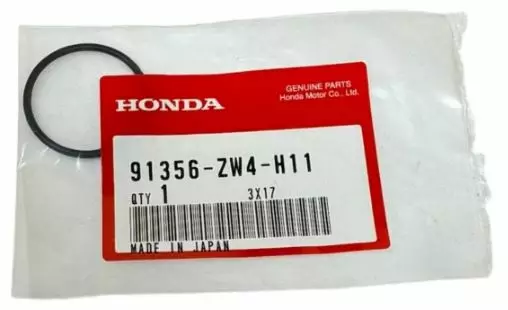 GENUINE PARTS
Honda Motor Co., Ltd.
HONDA
91356-ZW4-H11
QTY 1 3X17
MADE IN JAPAN